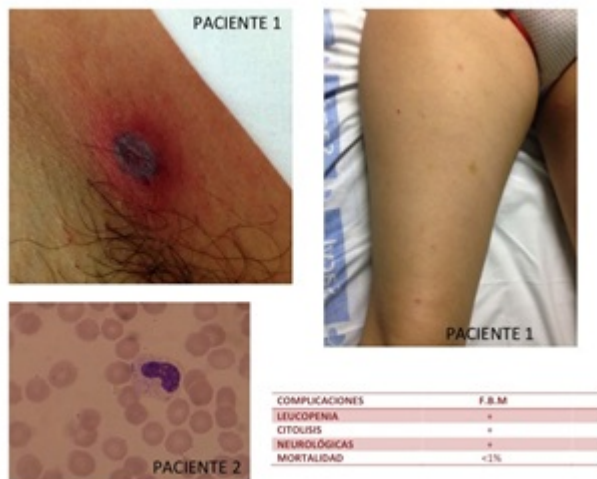 PACIENTE 1
PACIENTE 1
PACIENTE 2
COMPLICACIONES F.B.M
LEUCOPENIA +
CITOLISIS +
NEUROLÓGICAS +
MORTALIDAD <1%